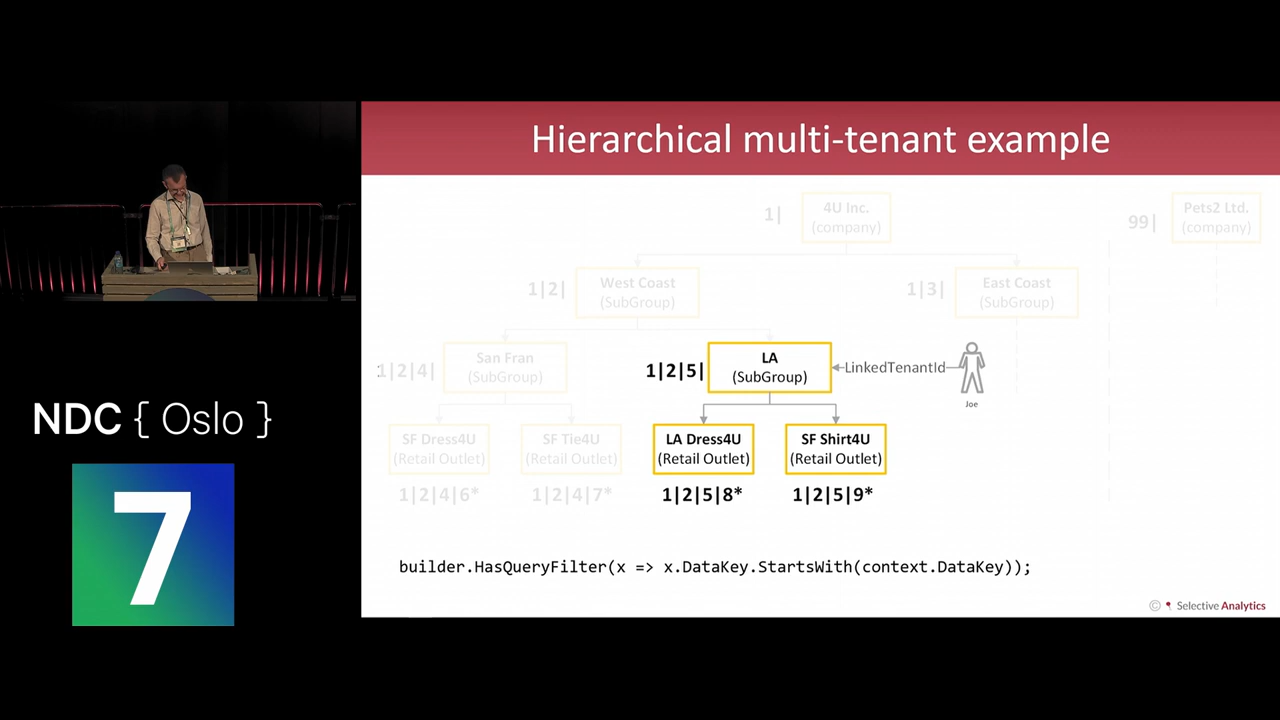 Hierarchical multi-tenant example
1|
4U Inc.
(company)
99|
Pets2 Ltd.
(company)
1|2|
West Coast
(SubGroup)
1|3|
East Coast
(SubGroup)
1|2|4|
San Fran
(SubGroup)
1|2|5|
LA
(SubGroup)
LinkedTenantId
Joe
SF Dress4U
(Retail Outlet)
SF Tie4U
(Retail Outlet)
LA Dress4U
(Retail Outlet)
SF Shirt4U
(Retail Outlet)
1|2|4|6*
1|2|4|7*
1|2|5|8*
1|2|5|9*
builder.HasQueryFilter(x => x.DataKey.StartsWith(context.DataKey));
© Selective Analytics
NDC { Oslo }
7